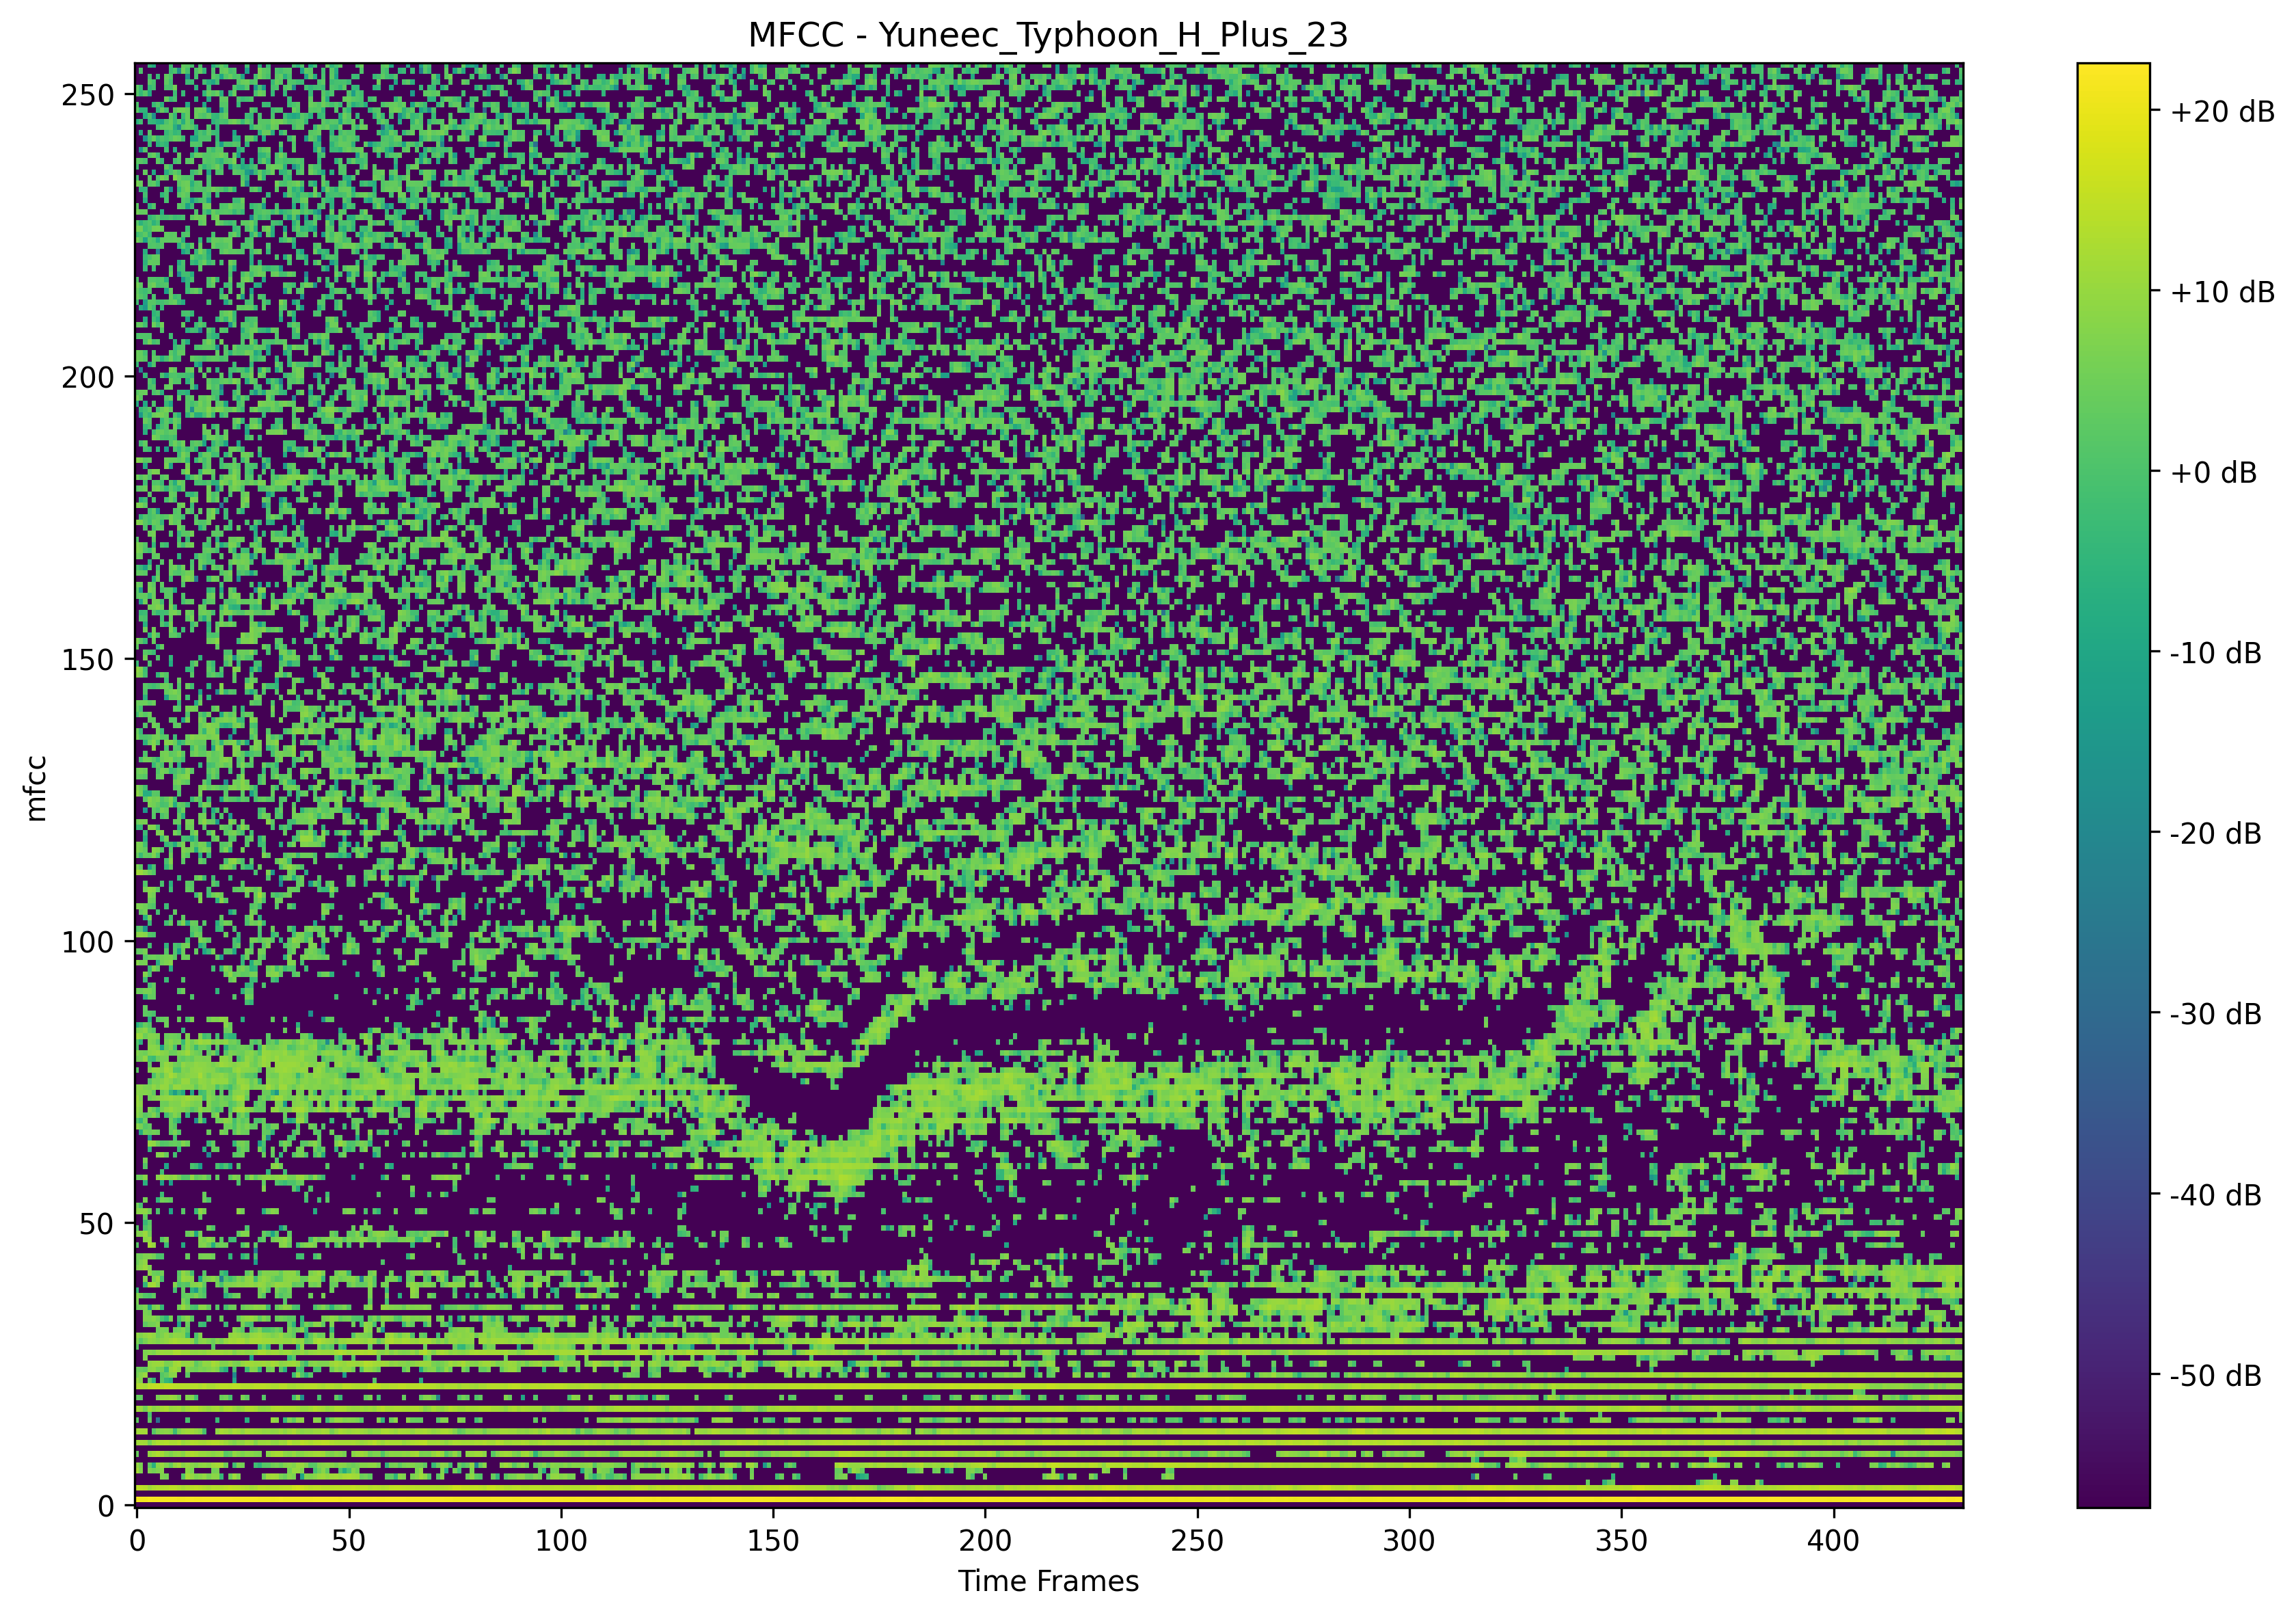 MFCC - Yuneec_Typhoon_H_Plus_23
250
200
150
100
50
0
mfcc
0 50 100 150 200 250 300 350 400
Time Frames
+20 dB
+10 dB
+0 dB
-10 dB
-20 dB
-30 dB
-40 dB
-50 dB